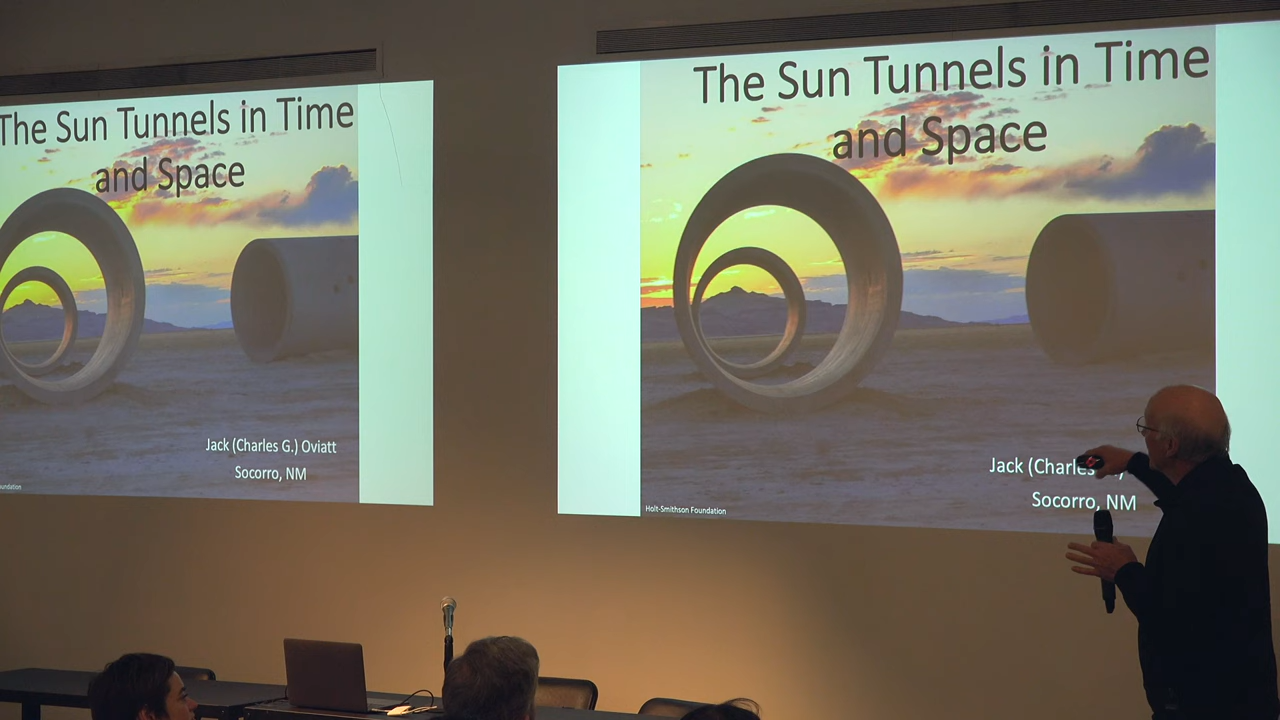 The Sun Tunnels in Time
and Space
Jack (Charles G.) Oviatt
Socorro, NM
undation
The Sun Tunnels in Time
and Space
Jack (Charles
Socorro, NM
Holt-Smithson Foundation